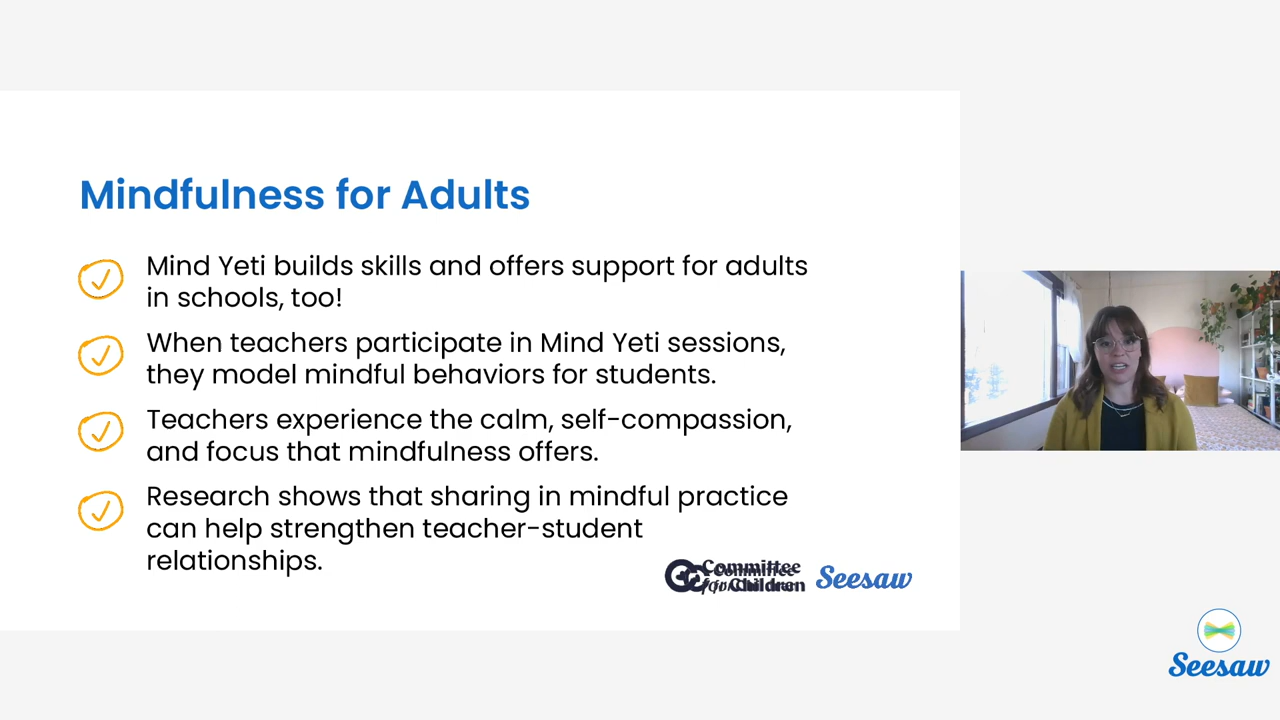 Mindfulness for Adults
Mind Yeti builds skills and offers support for adults
in schools, too!
When teachers participate in Mind Yeti sessions,
they model mindful behaviors for students.
Teachers experience the calm, self-compassion,
and focus that mindfulness offers.
Research shows that sharing in mindful practice
can help strengthen teacher-student
relationships.
Committee
for Children
Seesaw
Seesaw